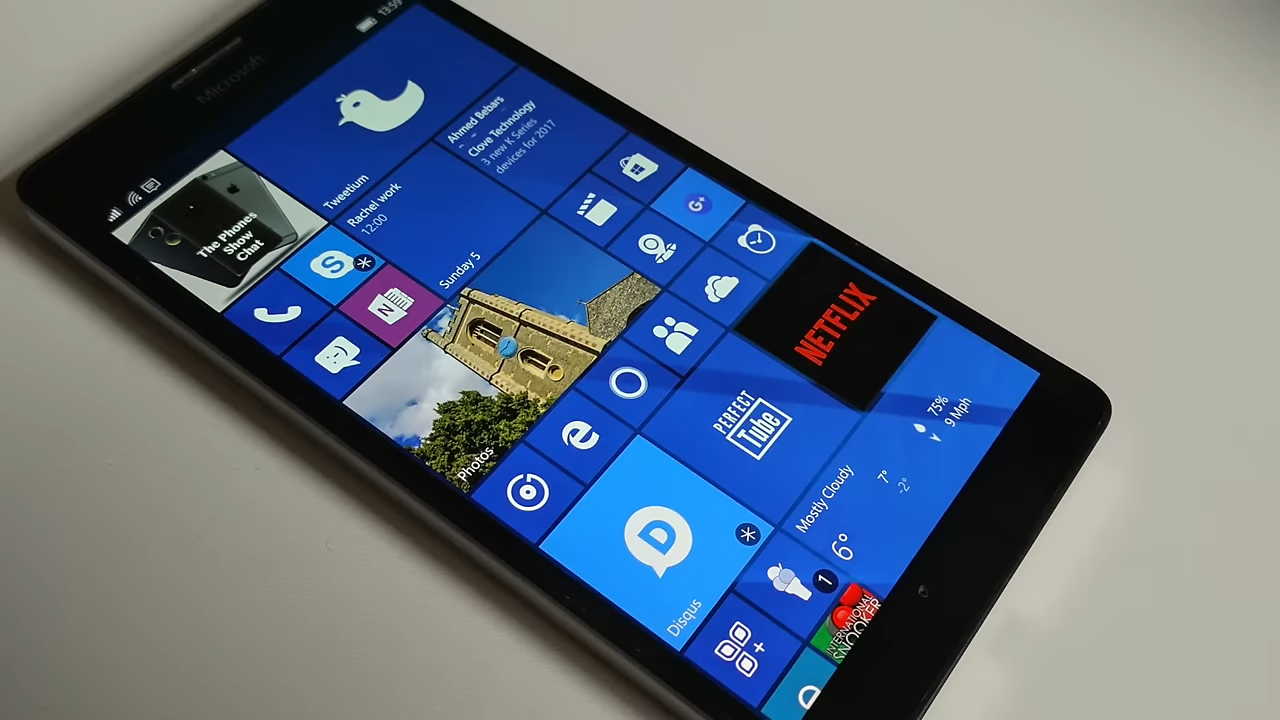 13:59
Microsoft
The Phones
Show
Chat
Tweetium
Ahmed Bebars
Clove Technology
3 new K Series
devices for 2017
Rachel work
12:00
Sunday 5
S
N
G+
Photos
NETFLIX
PERFECT
Tube
D
Disqus
75%
9 Mph
Mostly Cloudy
7°
-2°
6°
1
INTERNATIONAL
SNOOKER